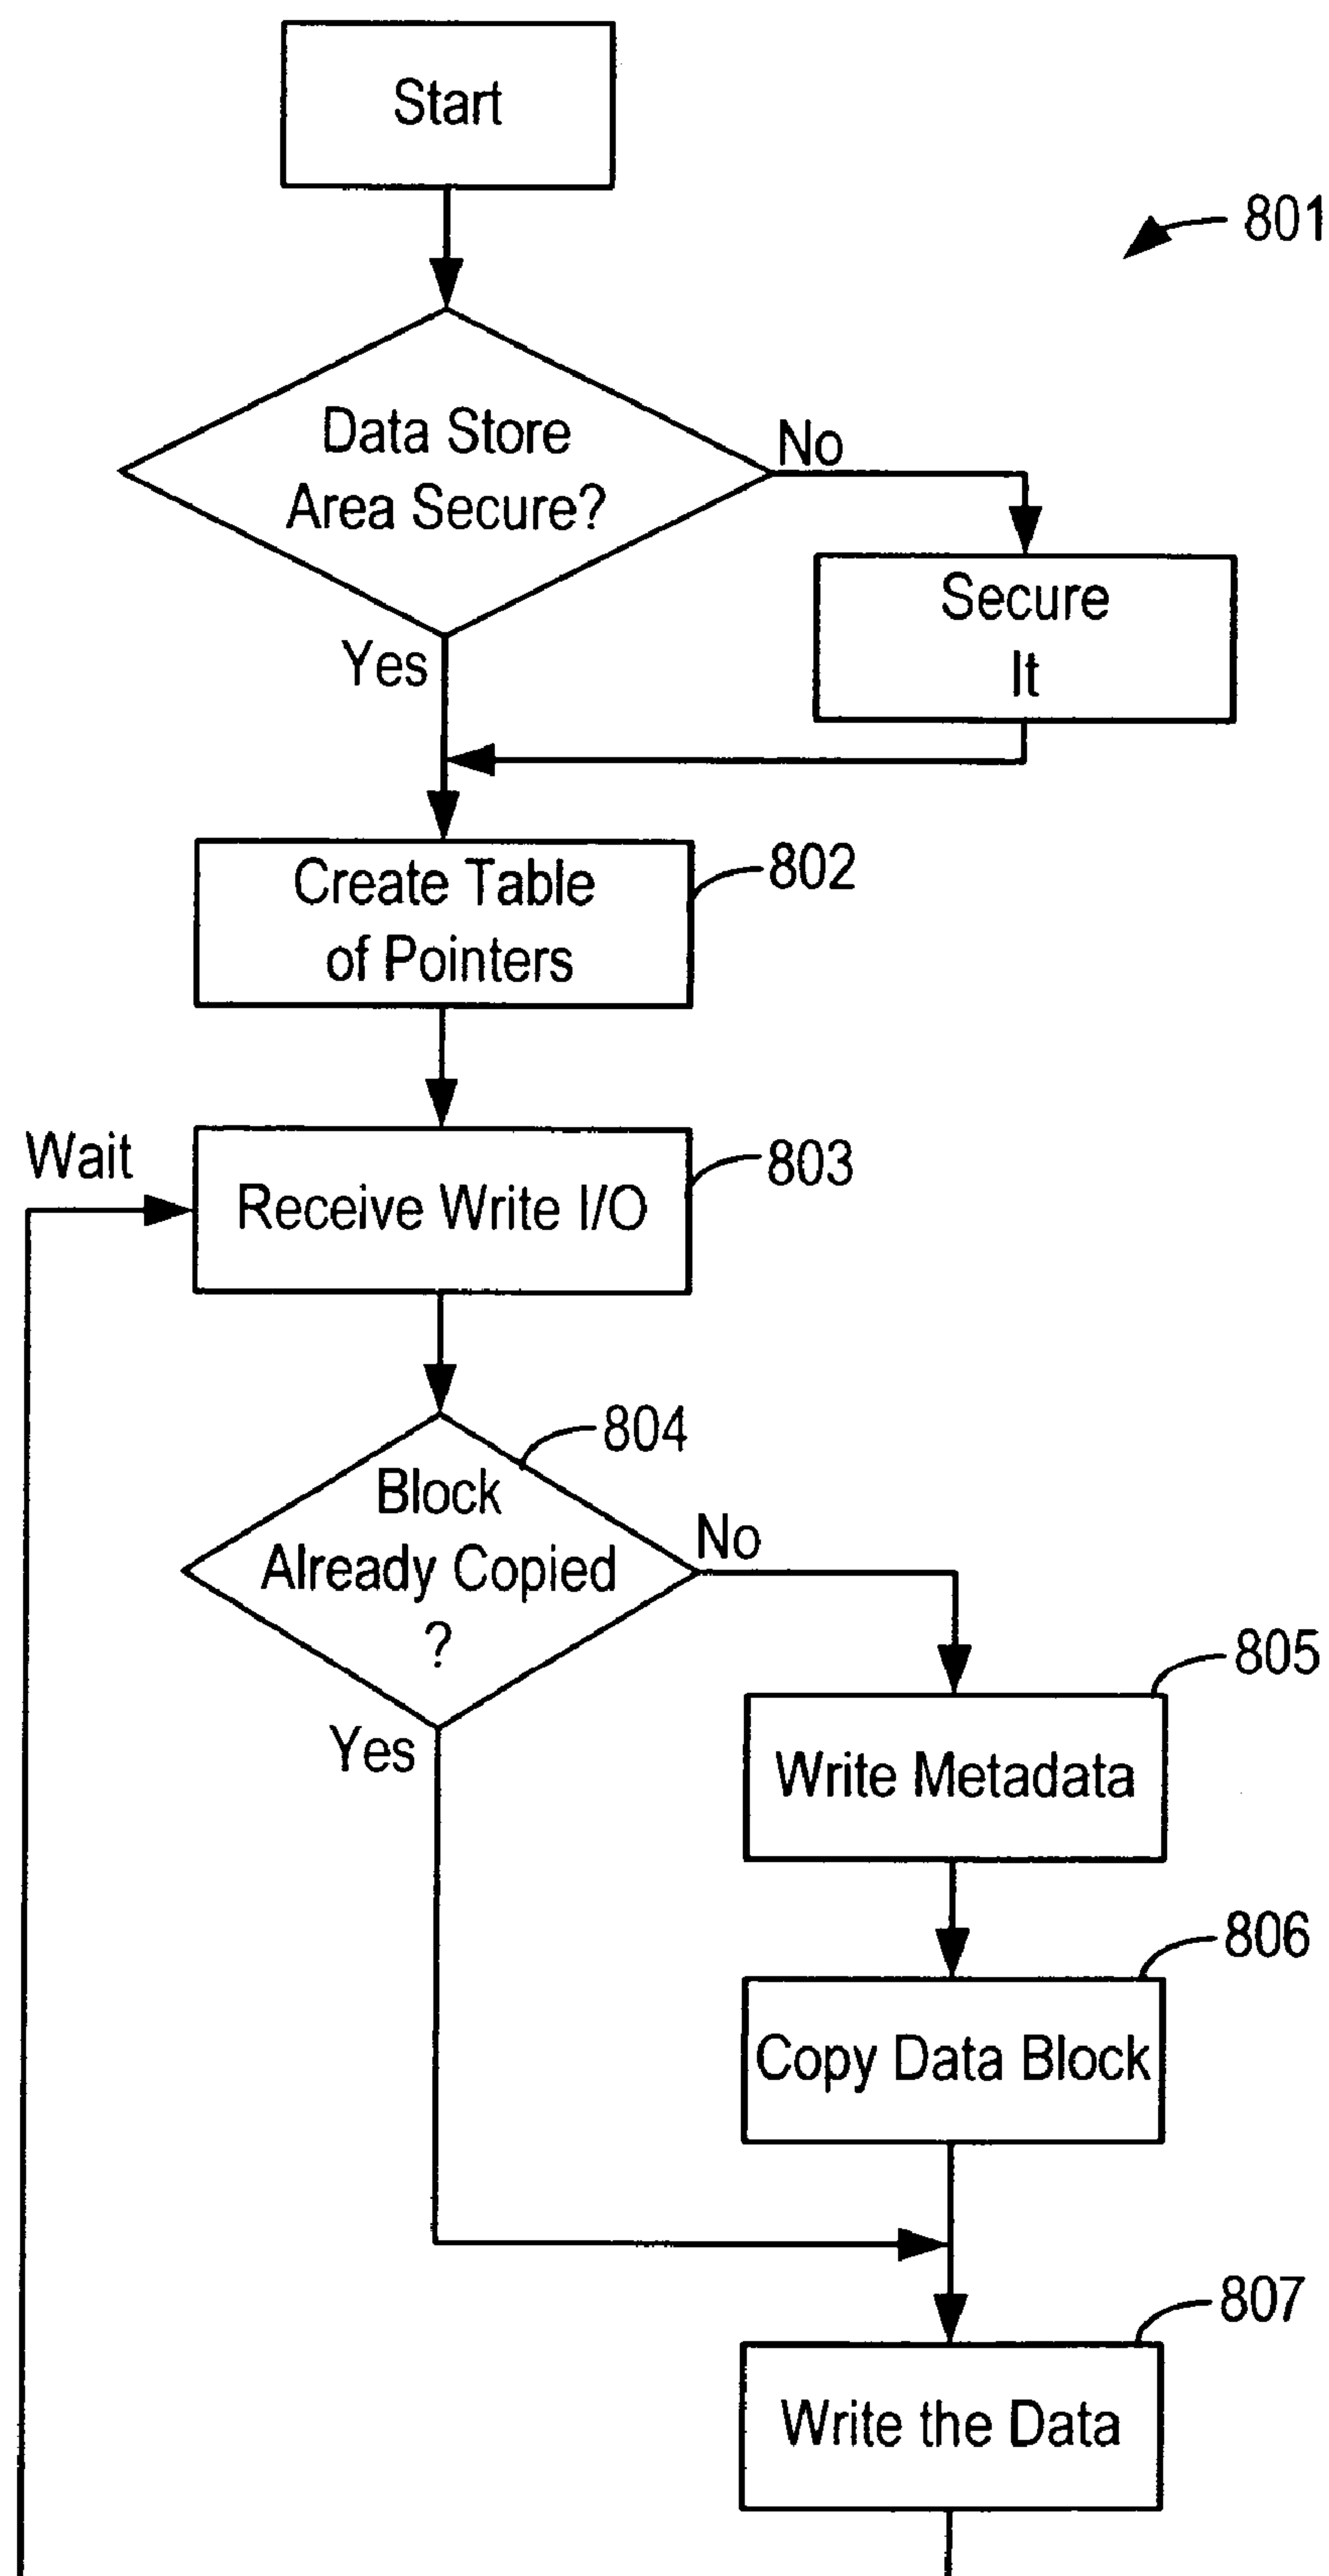 Start
801
Data Store
Area Secure?
No
Secure
It
Yes
Create Table
of Pointers
802
Wait
Receive Write I/O
803
804
Block
Already Copied
?
No
Yes
805
Write Metadata
806
Copy Data Block
807
Write the Data